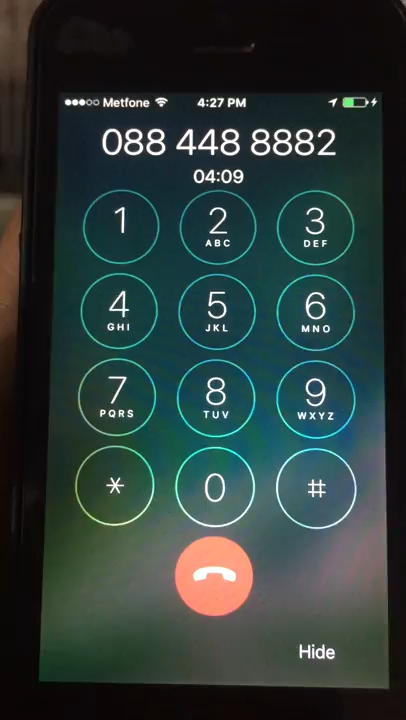 Metfone 4:27 PM
088 448 8882
04:09
1 2 3
ABC DEF
4 5 6
GHI JKL MNO
7 8 9
PQRS TUV WXYZ
* 0 #
Hide